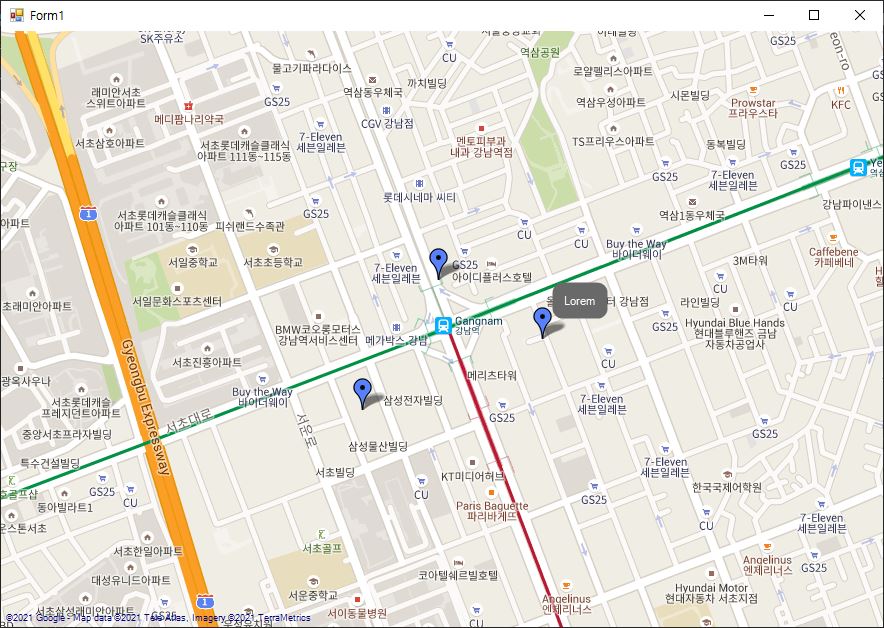 Form1
SK주유소
CU
역삼공원
GS25
래미안서초
스위트아파트
물고기파라다이스
역삼동우체국
까치빌딩
로얄펠리스아파트
GS25
역삼우성아파트
시문빌딩
Prowstar
프라우스타
KFC
메디팜나라약국
CGV 강남점
서초삼호아파트
서초롯데캐슬클래식
아파트 111동~115동
7-Eleven
세븐일레븐
멘토피부과
내과 강남역점
TS프리우스아파트
동복빌딩
CU
GS25
7-Eleven
세븐일레븐
롯데시네마 씨티
1
서초롯데캐슬클래식
아파트 101동~110동
GS25
피쉬랜드수족관
CU
역삼1동우체국
강남파이낸스
CU
Buy the Way
바이더웨이
Caffebene
카페베네
서일중학교
서초초등학교
7-Eleven
세븐일레븐
GS25
아이디플러스호텔
3M타워
서일문화스포츠센터
Lorem
강남점
라인빌딩
CU
CU
서초래미안아파트
BMW코오롱모터스
강남역서비스센터
메가박스 강남
Gangnam
강남역
GS25
Hyundai Blue Hands
현대블루핸즈 금남
자동차공업사
서초진흥아파트
Gyeongbu Expressway
CU
광옥사우나
서초롯데캐슬
프레지던트아파트
Buy the Way
바이더웨이
메리츠타워
삼성전자빌딩
7-Eleven
세븐일레븐
서초대로
서운로
GS25
GS25
중앙서초프라자빌딩
삼성물산빌딩
특수건설빌딩
서초빌딩
KT미디어허브
7-Eleven
세븐일레븐
한국국제어학원
GS25
CU
CU
GS25
동아빌라트1
Paris Baguette
파리바게뜨
CU
7-Eleven
세븐일레븐
서초한일아파트
서초골프
Angelinus
엔제리너스
CU
대성유니드아파트
코아텔쉐르빌호텔
서운중학교
Angelinus
엔제리너스
Hyundai Motor
현대자동차 서초지점
서초삼성래미안아파트
GS25
1
서이동물병원
CU
©2021 Google - Map data ©2021 Tele Atlas, Imagery ©2021 TerraMetrics